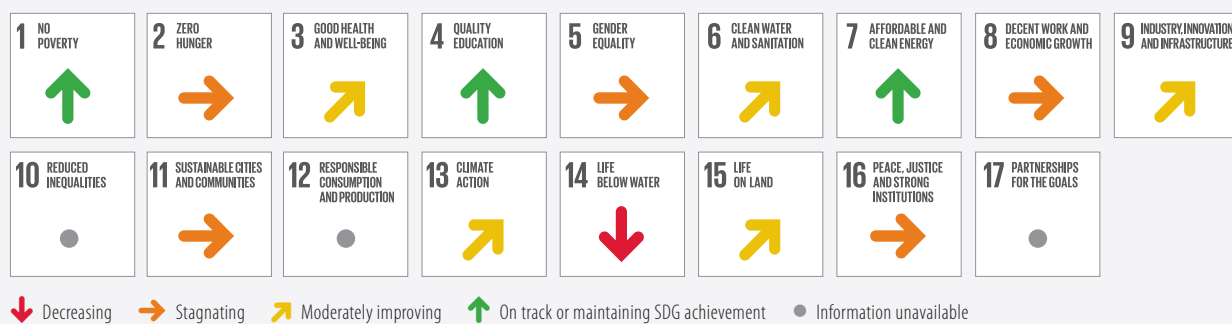 1 NO
POVERTY
2 ZERO
HUNGER
3 GOOD HEALTH
AND WELL-BEING
4 QUALITY
EDUCATION
5 GENDER
EQUALITY
6 CLEAN WATER
AND SANITATION
7 AFFORDABLE AND
CLEAN ENERGY
8 DECENT WORK AND
ECONOMIC GROWTH
9 INDUSTRY, INNOVATION
AND INFRASTRUCTURE
10 REDUCED
INEQUALITIES
11 SUSTAINABLE CITIES
AND COMMUNITIES
12 RESPONSIBLE
CONSUMPTION
AND PRODUCTION
13 CLIMATE
ACTION
14 LIFE
BELOW WATER
15 LIFE
ON LAND
16 PEACE, JUSTICE
AND STRONG
INSTITUTIONS
17 PARTNERSHIPS
FOR THE GOALS
Decreasing Stagnating Moderately improving On track or maintaining SDG achievement Information unavailable